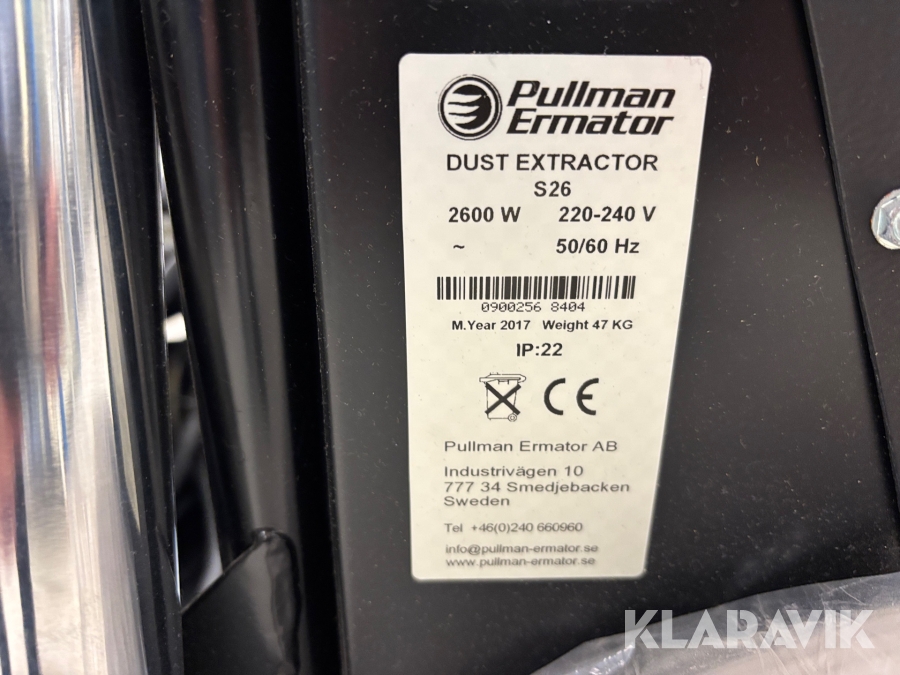 Pullman
Ermator
DUST EXTRACTOR
S26
2600 W 220-240 V
~ 50/60 Hz
0900256 8404
M.Year 2017 Weight 47 KG
IP:22
CE
Pullman Ermator AB
Industrivägen 10
777 34 Smedjebacken
Sweden
Tel +46(0)240 660960
info@pullman-ermator.se
www.pullman-ermator.se
KLARAVIK